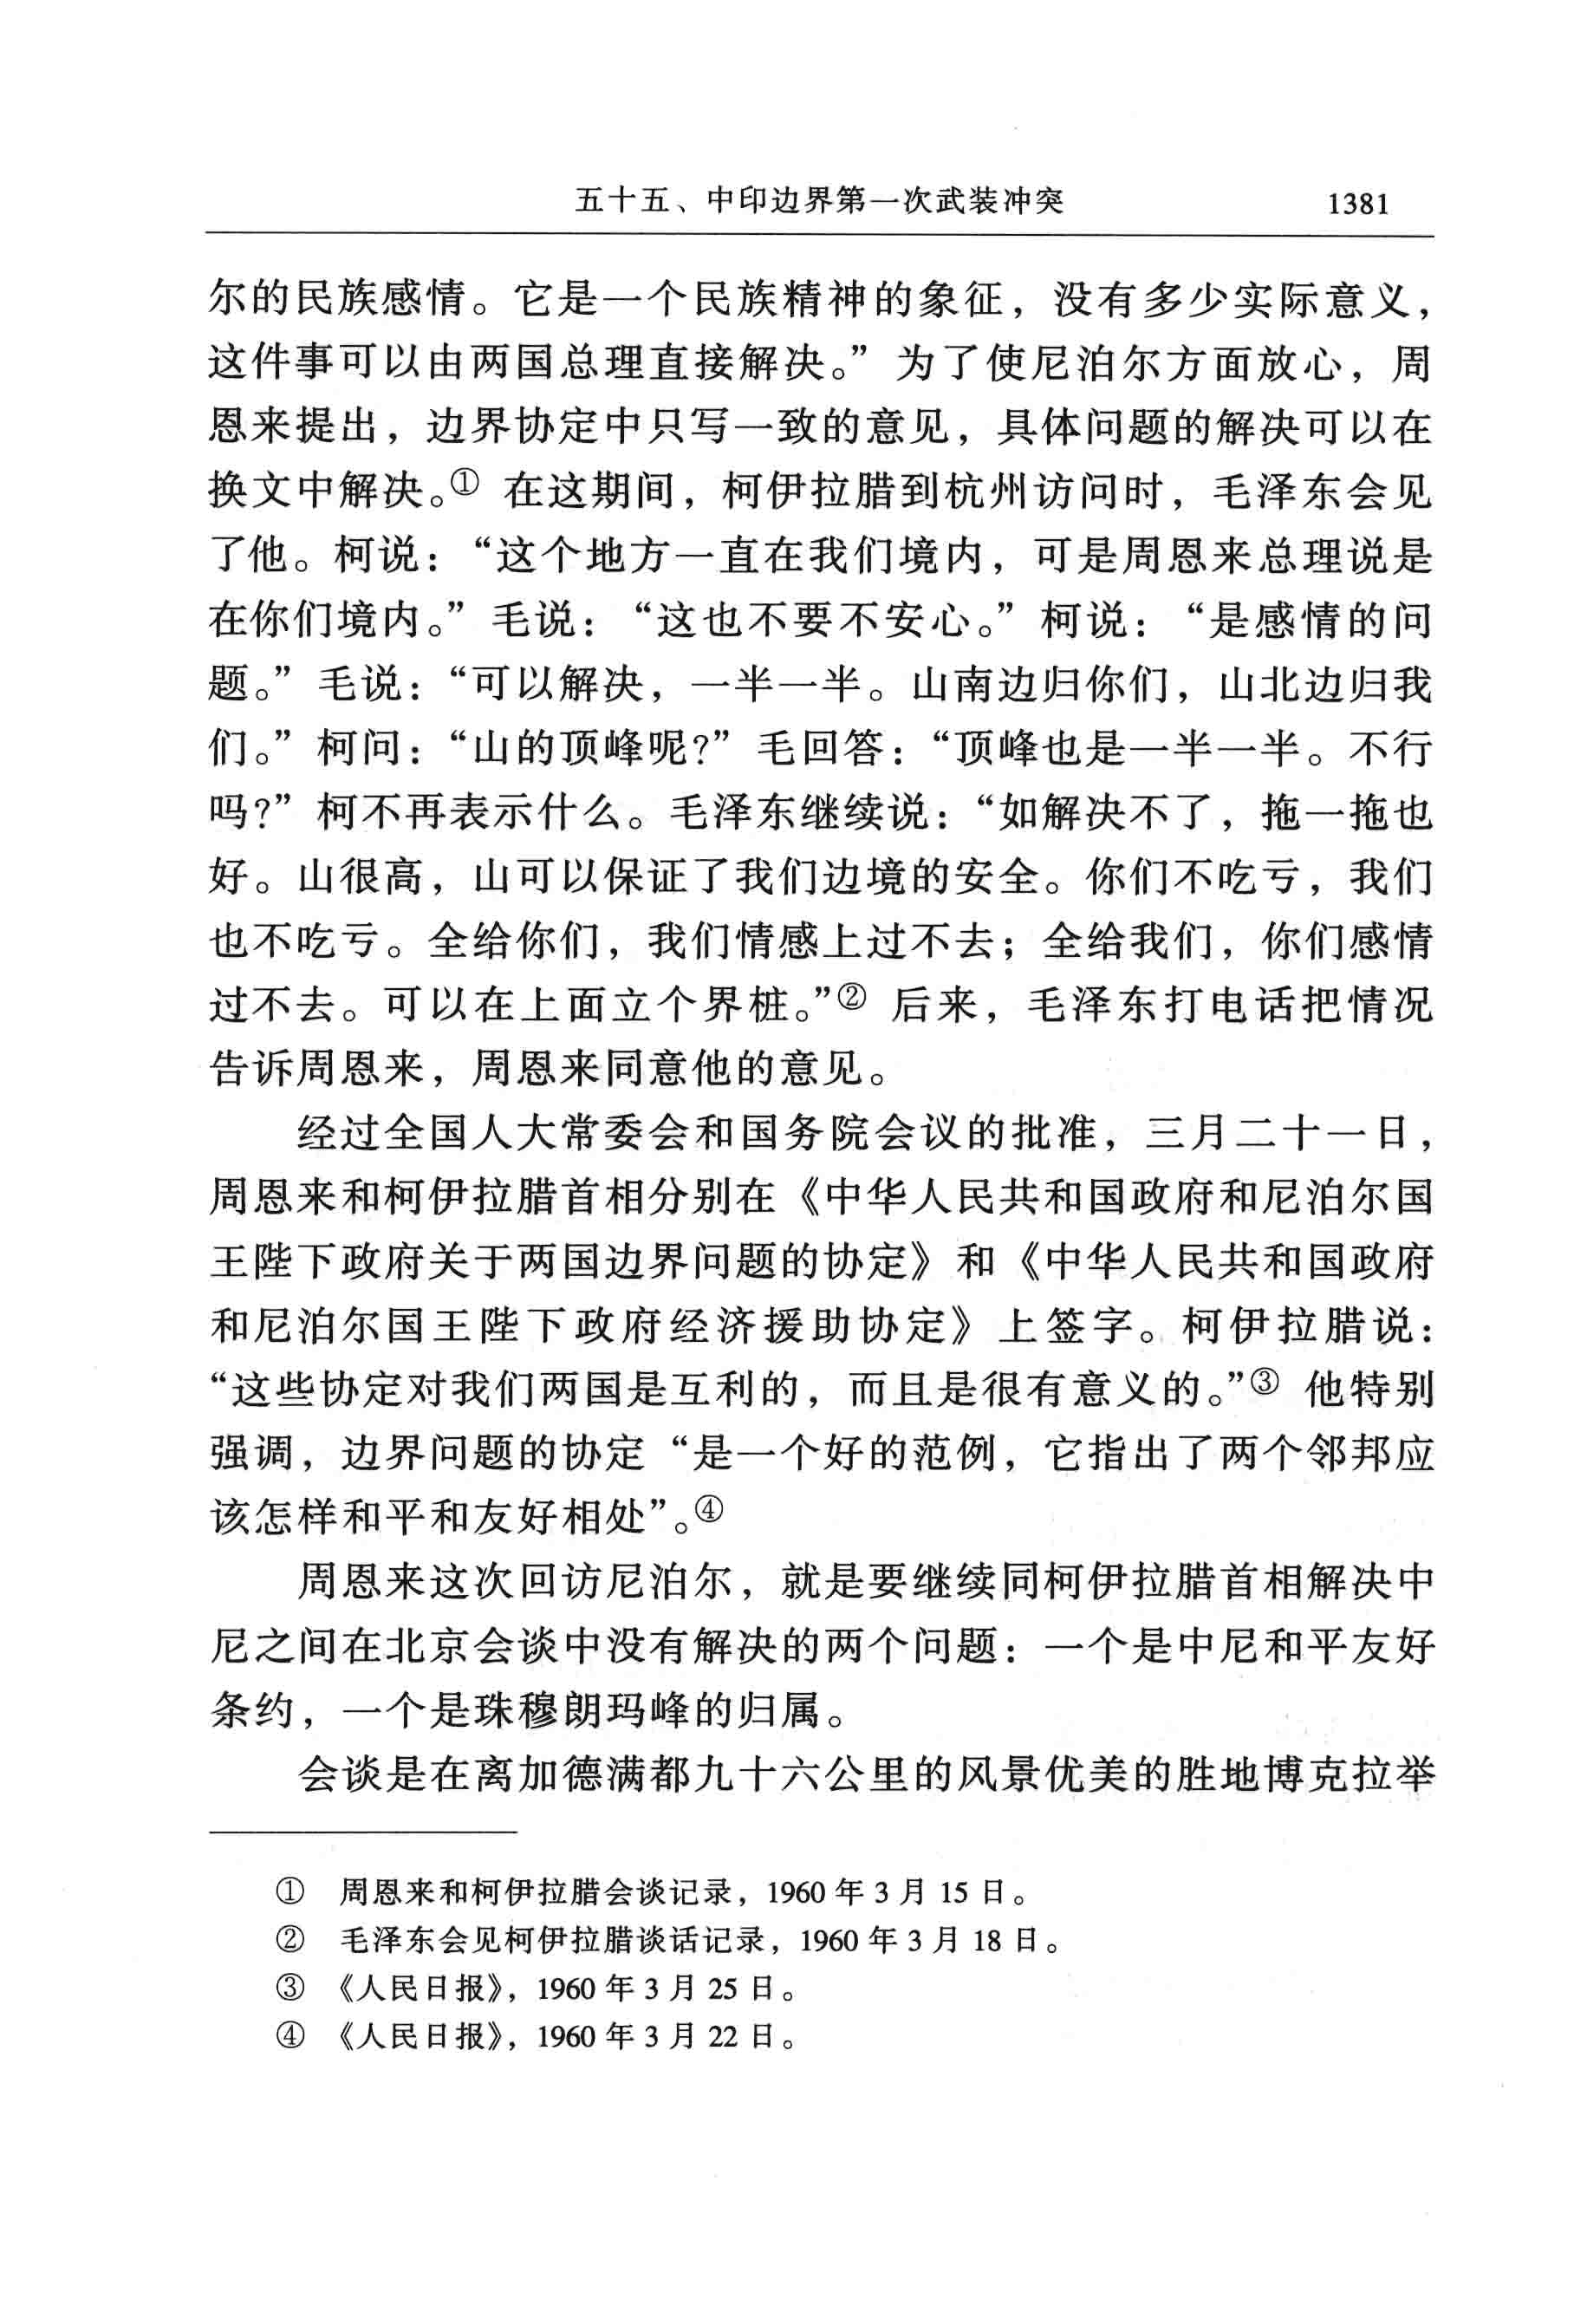 五十五、中印边界第一次武装冲突 1381
尔的民族感情。它是一个民族精神的象征，没有多少实际意义，
这件事可以由两国总理直接解决。”为了使尼泊尔方面放心，周
恩来提出，边界协定中只写一致的意见，具体问题的解决可以在
换文中解决。① 在这期间，柯伊拉腊到杭州访问时，毛泽东会见
了他。柯说：“这个地方一直在我们境内，可是周恩来总理说是
在你们境内。”毛说：“这也不要不安心。”柯说：“是感情的问
题。”毛说：“可以解决，一半一半。山南边归你们，山北边归我
们。”柯问：“山的顶峰呢?”毛回答：“顶峰也是一半一半。不行
吗?”柯不再表示什么。毛泽东继续说：“如解决不了，拖一拖也
好。山很高，山可以保证了我们边境的安全。你们不吃亏，我们
也不吃亏。全给你们，我们情感上过不去；全给我们，你们感情
过不去。可以在上面立个界桩。”② 后来，毛泽东打电话把情况
告诉周恩来，周恩来同意他的意见。
经过全国人大常委会和国务院会议的批准，三月二十一日，
周恩来和柯伊拉腊首相分别在《中华人民共和国政府和尼泊尔国
王陛下政府关于两国边界问题的协定》和《中华人民共和国政府
和尼泊尔国王陛下政府经济援助协定》上签字。柯伊拉腊说：
“这些协定对我们两国是互利的，而且是很有意义的。”③ 他特别
强调，边界问题的协定“是一个好的范例，它指出了两个邻邦应
该怎样和平和友好相处”。④
周恩来这次回访尼泊尔，就是要继续同柯伊拉腊首相解决中
尼之间在北京会谈中没有解决的两个问题：一个是中尼和平友好
条约，一个是珠穆朗玛峰的归属。
会谈是在离加德满都九十六公里的风景优美的胜地博克拉举
① 周恩来和柯伊拉腊会谈记录，1960 年 3 月 15 日。
② 毛泽东会见柯伊拉腊谈话记录，1960 年 3 月 18 日。
③ 《人民日报》，1960 年 3 月 25 日。
④ 《人民日报》，1960 年 3 月 22 日。